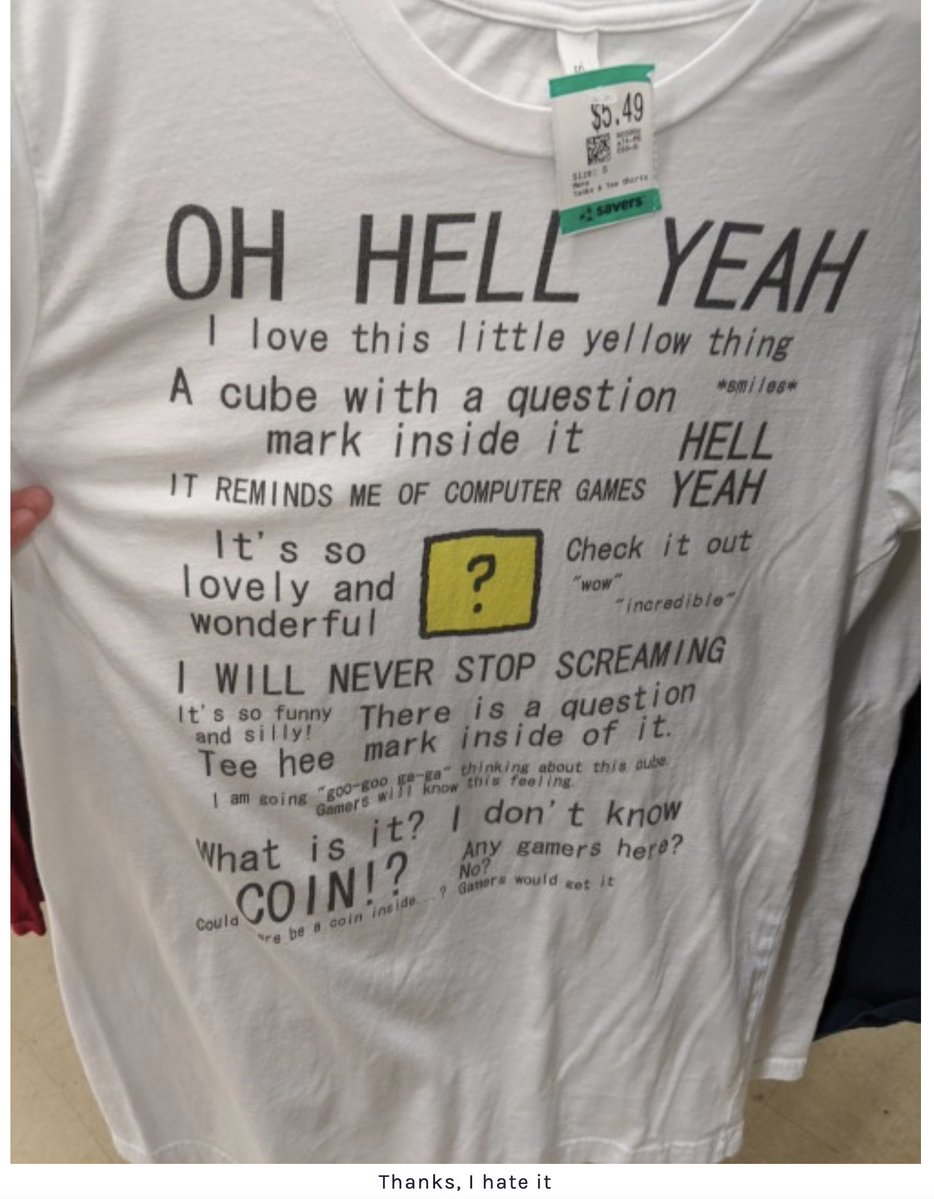 $5.49
SIZE: S
Mens
Tanks & Tee Shirts
savers
OH HELL YEAH
I love this little yellow thing
A cube with a question *smiles*
mark inside it HELL
IT REMINDS ME OF COMPUTER GAMES YEAH
It's so
lovely and
wonderful
?
Check it out
"wow"
"incredible"
I WILL NEVER STOP SCREAMING
It's so funny
and silly!
Tee hee
There is a question
mark inside of it.
I am going "goo-goo ga-ga" thinking about this cube.
Gamers will know this feeling.
What is it? I don't know
COIN!?
Any gamers here?
No?
Gamers would get it
Could
be a coin inside...?
Thanks, I hate it